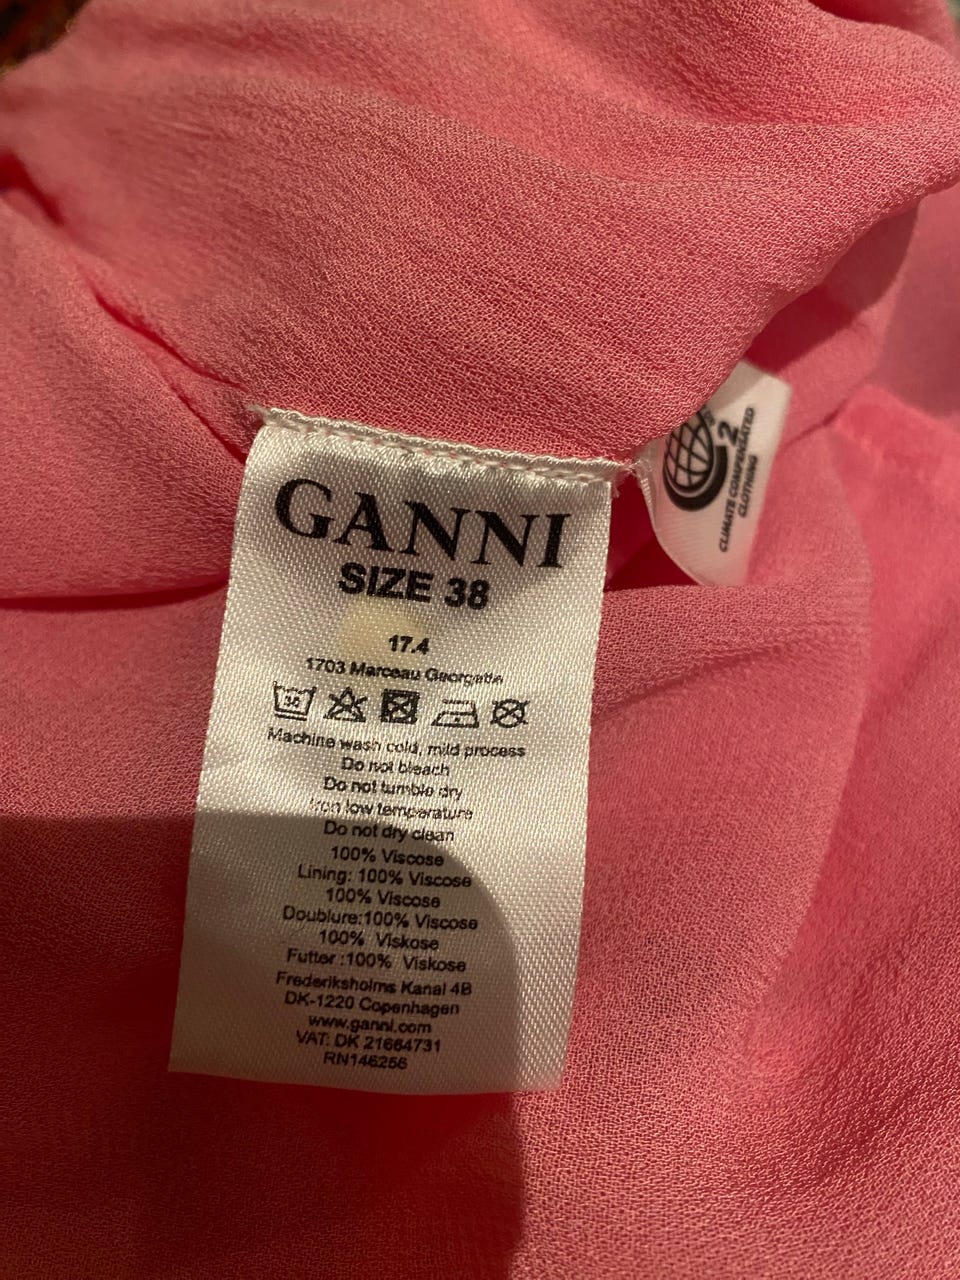 GANNI
SIZE 38
17.4
1703 Marceau Georgette
30
Machine wash cold, mild process
Do not bleach
Do not tumble dry
Iron low temperature
Do not dry clean
100% Viscose
Lining: 100% Viscose
100% Viscose
Doublure:100% Viscose
100% Viskose
Futter :100% Viskose
Frederiksholms Kanal 4B
DK-1220 Copenhagen
www.ganni.com
VAT: DK 21664731
RN146256
2
CLIMATE COMPENSATED
CLOTHING